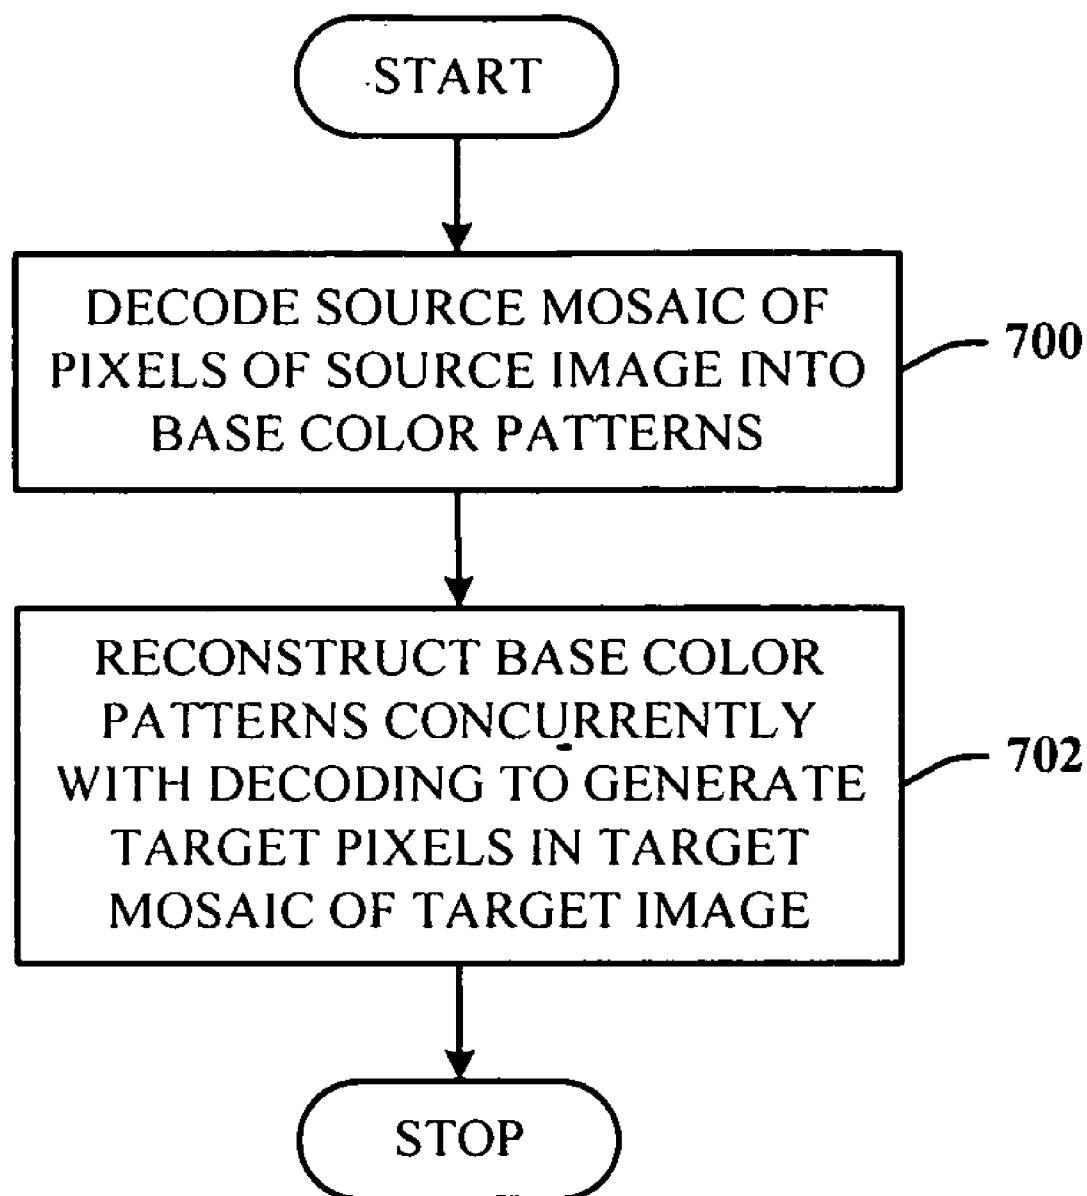 START
DECODE SOURCE MOSAIC OF
PIXELS OF SOURCE IMAGE INTO
BASE COLOR PATTERNS
700
RECONSTRUCT BASE COLOR
PATTERNS CONCURRENTLY
WITH DECODING TO GENERATE
TARGET PIXELS IN TARGET
MOSAIC OF TARGET IMAGE
702
STOP